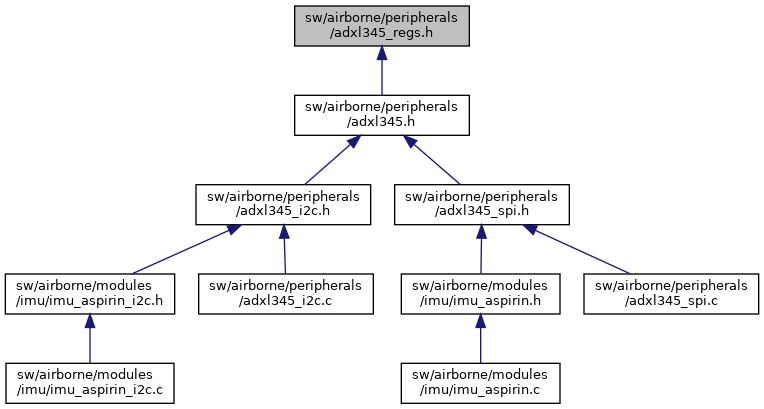 sw/airborne/peripherals
/adxl345_regs.h
sw/airborne/peripherals
/adxl345.h
sw/airborne/peripherals
/adxl345_i2c.h
sw/airborne/peripherals
/adxl345_spi.h
sw/airborne/modules
/imu/imu_aspirin_i2c.h
sw/airborne/peripherals
/adxl345_i2c.c
sw/airborne/modules
/imu/imu_aspirin.h
sw/airborne/peripherals
/adxl345_spi.c
sw/airborne/modules
/imu/imu_aspirin_i2c.c
sw/airborne/modules
/imu/imu_aspirin.c